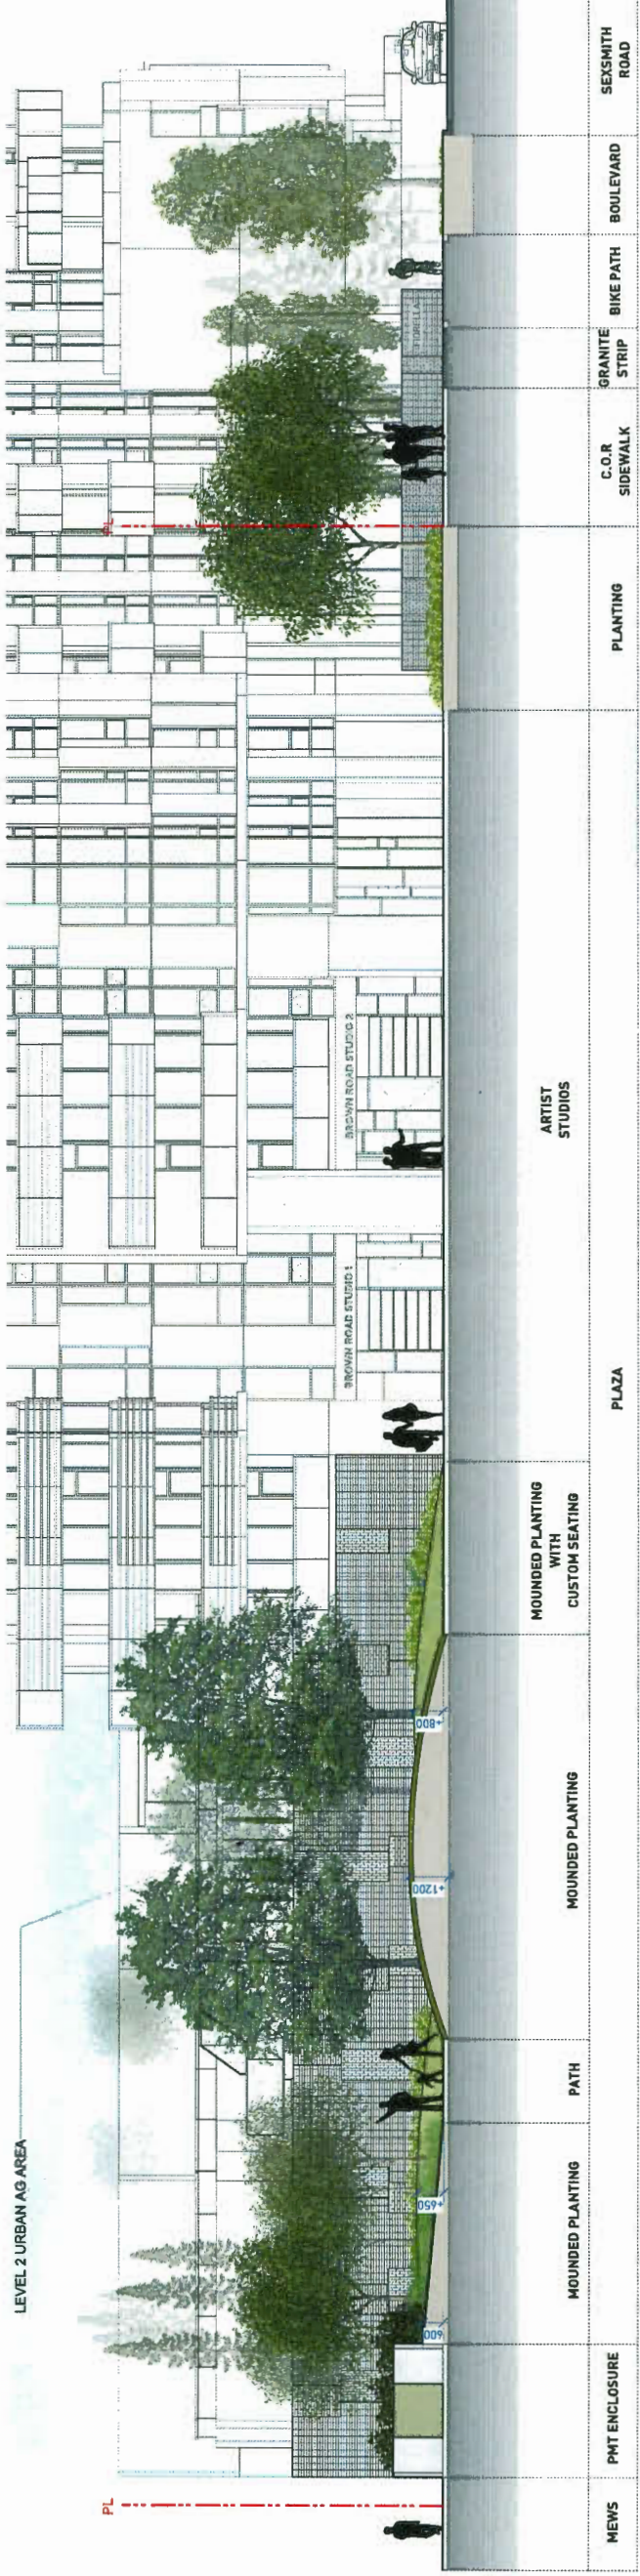 LEVEL 2 URBAN AG AREA
PL
PL
BROWN ROAD STUDIO 1
BROWN ROAD STUDIO 2
600
+650
+1200
+800
MEWS
PMT ENCLOSURE
MOUNDED PLANTING
PATH
MOUNDED PLANTING
MOUNDED PLANTING
WITH
CUSTOM SEATING
PLAZA
ARTIST
STUDIOS
PLANTING
C.O.R
SIDEWALK
GRANITE
STRIP
BIKE PATH
BOULEVARD
SEXSMITH
ROAD